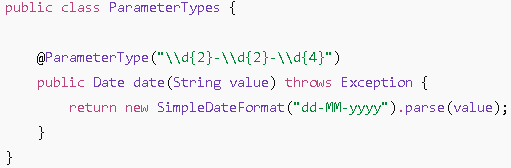 public class ParameterTypes {
@ParameterType("\\d{2}-\\d{2}-\\d{4}")
public Date date(String value) throws Exception {
return new SimpleDateFormat("dd-MM-yyyy").parse(value);
}
}